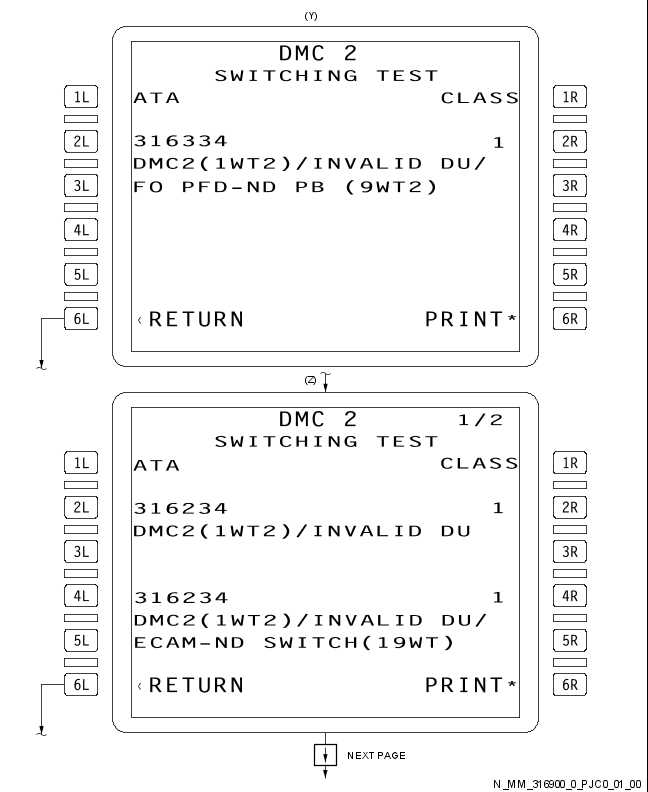 (Y)
DMC 2
SWITCHING TEST
1L ATA CLASS 1R
2L 316334 1 2R
DMC2(1WT2)/INVALID DU/
3L FO PFD-ND PB (9WT2) 3R
4L 4R
5L 5R
6L ‹RETURN PRINT* 6R
(Z)
DMC 2 1/2
SWITCHING TEST
1L ATA CLASS 1R
2L 316234 1 2R
DMC2(1WT2)/INVALID DU
3L 3R
4L 316234 1 4R
DMC2(1WT2)/INVALID DU/
5L ECAM-ND SWITCH(19WT) 5R
6L ‹RETURN PRINT* 6R
NEXT PAGE
N_MM_316900_0_PJC0_01_00